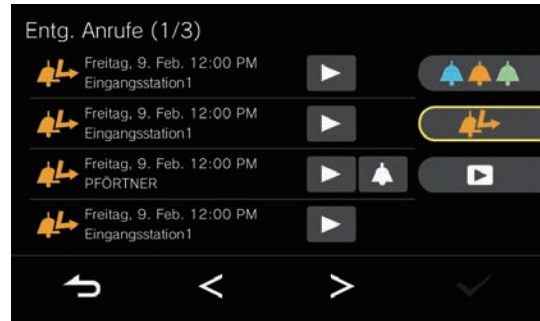 Entg. Anrufe (1/3)
Freitag, 9. Feb. 12:00 PM
Eingangsstation1
Freitag, 9. Feb. 12:00 PM
Eingangsstation1
Freitag, 9. Feb. 12:00 PM
PFÖRTNER
Freitag, 9. Feb. 12:00 PM
Eingangsstation1